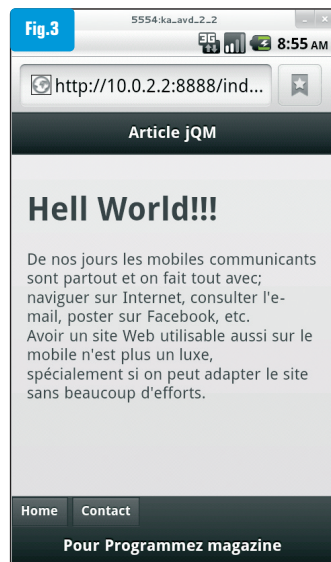 Fig.3
5554:ka_avd_2_2
3G
8:55 AM
http://10.0.2.2:8888/ind...
Article jQM
Hell World!!!
De nos jours les mobiles communicants
sont partout et on fait tout avec;
naviguer sur Internet, consulter l'e-
mail, poster sur Facebook, etc.
Avoir un site Web utilisable aussi sur le
mobile n'est plus un luxe,
spécialement si on peut adapter le site
sans beaucoup d'efforts.
Home
Contact
Pour Programmez magazine